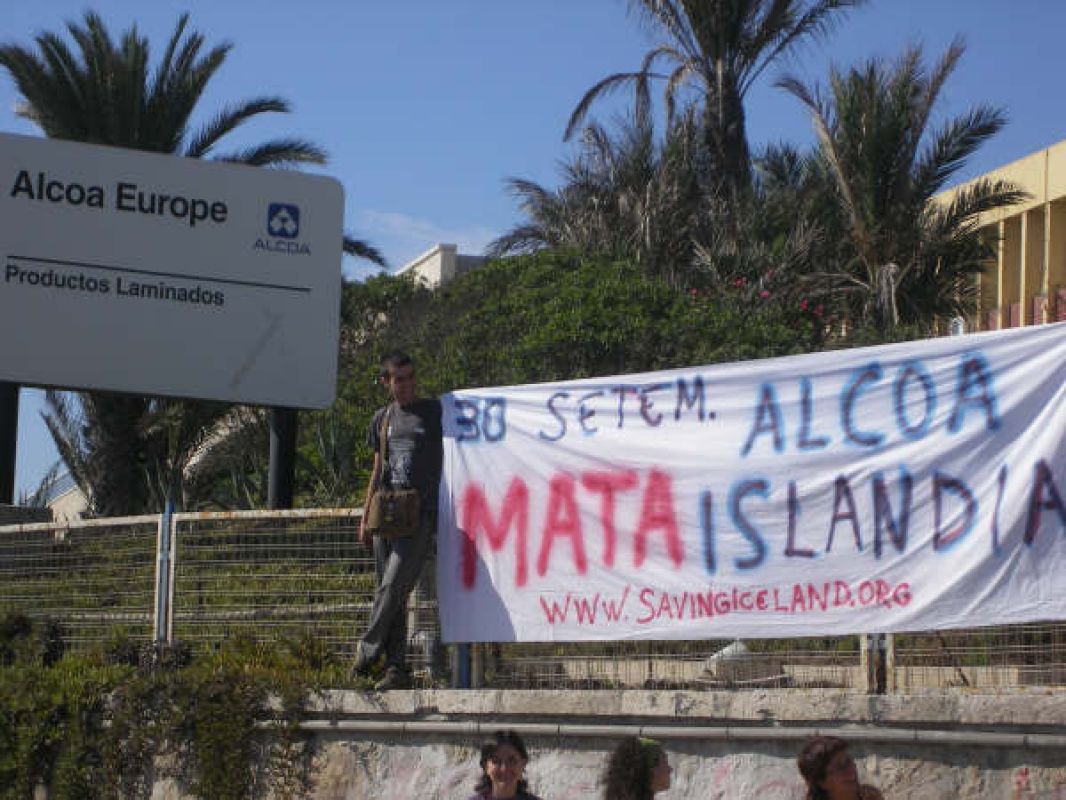 Alcoa Europe
ALCOA
Productos Laminados
30 SETEM. ALCOA
MATA ISLANDIA
WWW.SAVINGICELAND.ORG